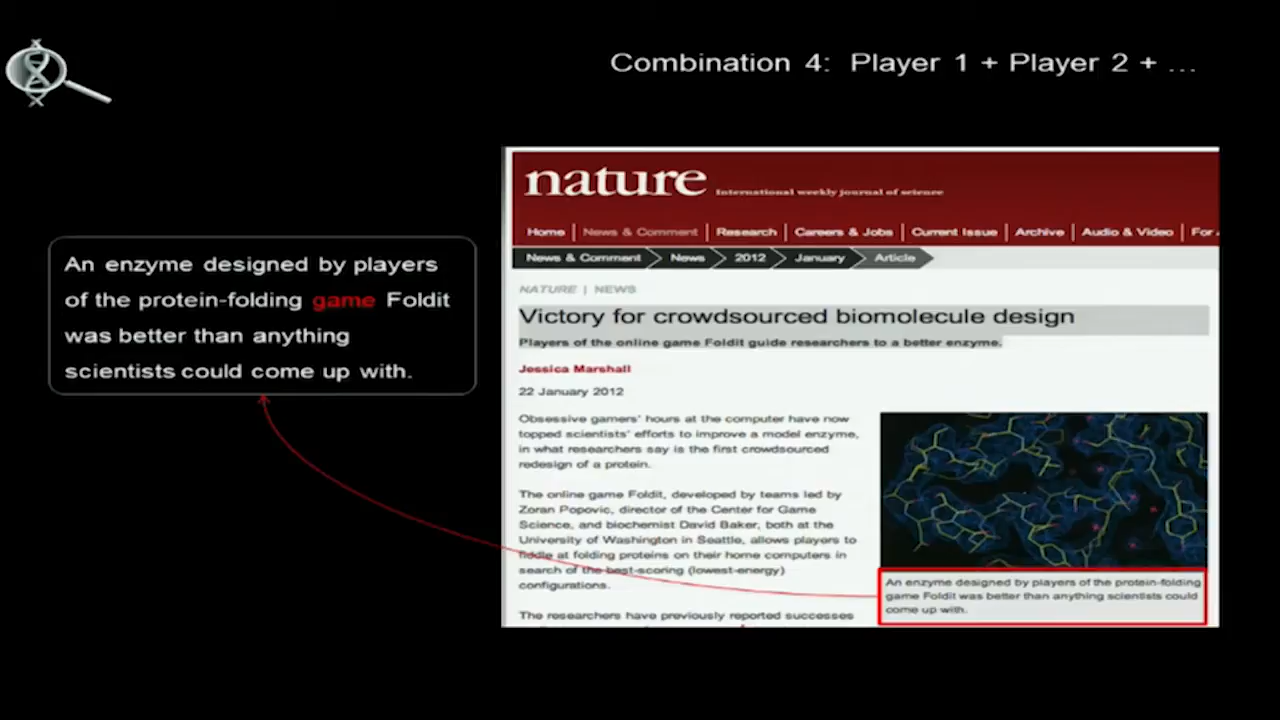 Combination 4: Player 1 + Player 2 + ...
An enzyme designed by players
of the protein-folding game Foldit
was better than anything
scientists could come up with.
nature International weekly journal of science
Home News & Comment Research Careers & Jobs Current Issue Archive Audio & Video For
News & Comment News 2012 January Article
NATURE | NEWS
Victory for crowdsourced biomolecule design
Players of the online game Foldit guide researchers to a better enzyme.
Jessica Marshall
22 January 2012
Obsessive gamers' hours at the computer have now
topped scientists' efforts to improve a model enzyme,
in what researchers say is the first crowdsourced
redesign of a protein.
The online game Foldit, developed by teams led by
Zoran Popovic, director of the Center for Game
Science, and biochemist David Baker, both at the
University of Washington in Seattle, allows players to
fiddle at folding proteins on their home computers in
search of the best-scoring (lowest-energy)
configurations.
The researchers have previously reported successes
An enzyme designed by players of the protein-folding
game Foldit was better than anything scientists could
come up with.